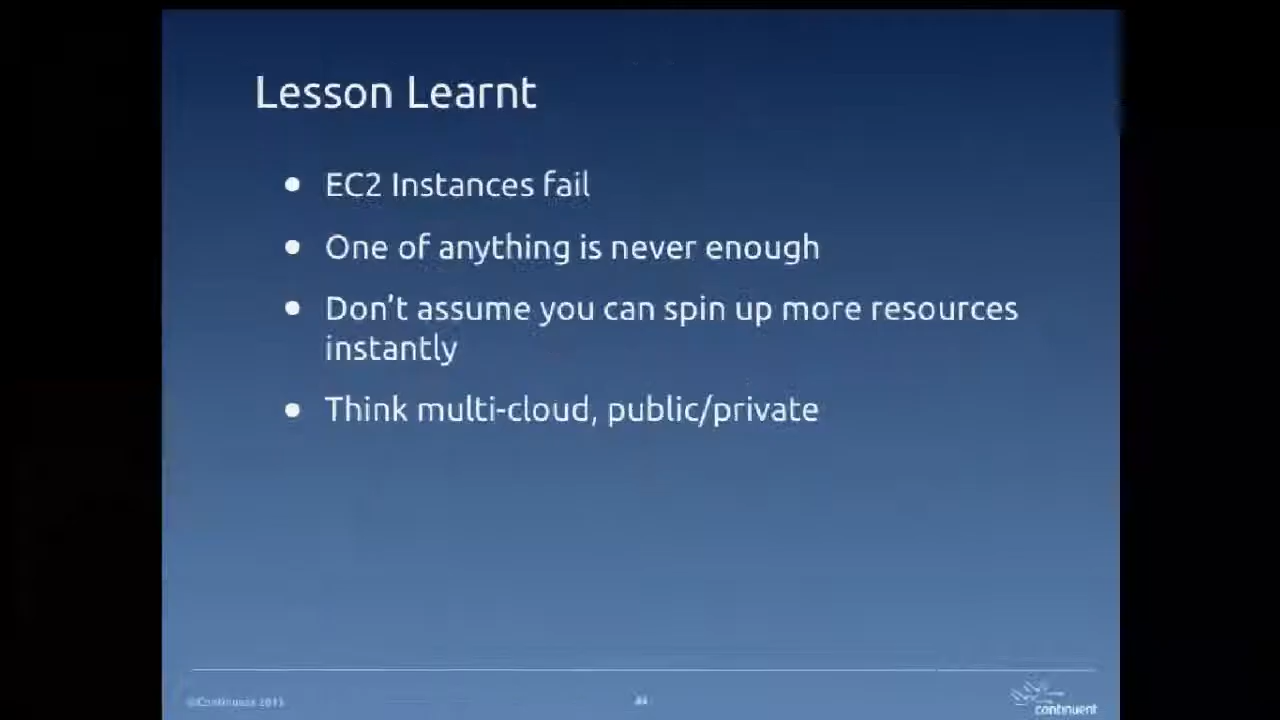 Lesson Learnt
● EC2 Instances fail
● One of anything is never enough
● Don't assume you can spin up more resources
instantly
● Think multi-cloud, public/private
©Continuent
continuent